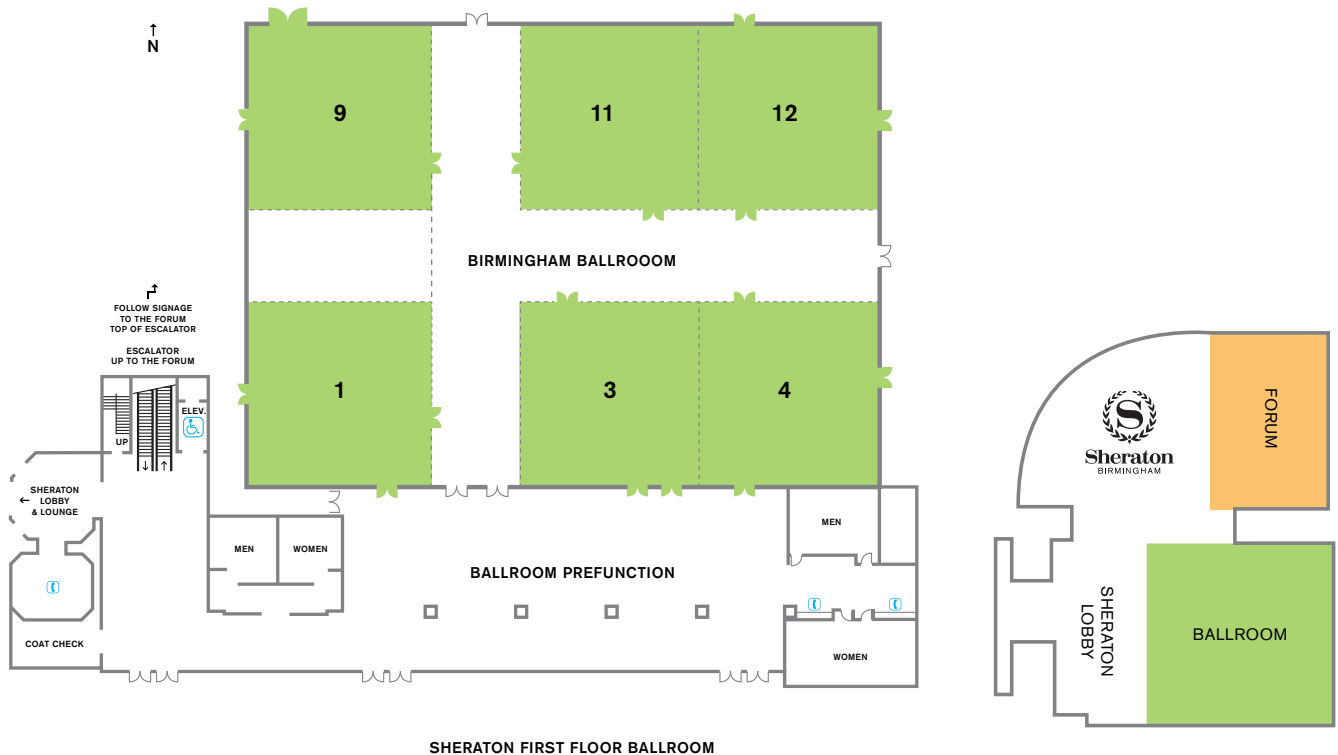 N
9
11
12
BIRMINGHAM BALLROOOM
FOLLOW SIGNAGE
TO THE FORUM
TOP OF ESCALATOR
ESCALATOR
UP TO THE FORUM
1
3
4
ELEV.
UP
SHERATON
LOBBY
& LOUNGE
MEN
WOMEN
MEN
BALLROOM PREFUNCTION
COAT CHECK
WOMEN
SHERATON FIRST FLOOR BALLROOM
FORUM
S
Sheraton
BIRMINGHAM
SHERATON
LOBBY
BALLROOM